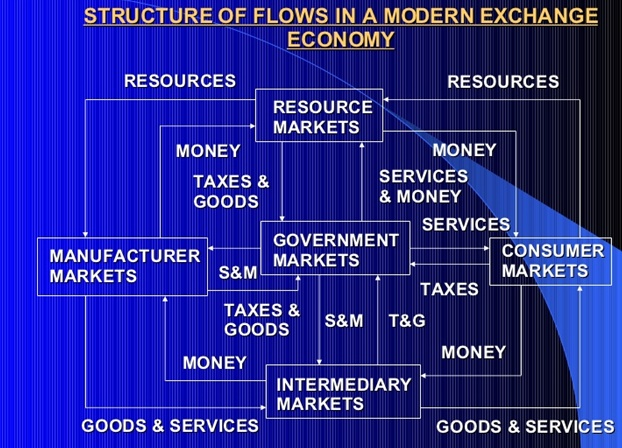 STRUCTURE OF FLOWS IN A MODERN EXCHANGE
ECONOMY
RESOURCES
RESOURCES
RESOURCE
MARKETS
MONEY
MONEY
TAXES &
GOODS
SERVICES
& MONEY
SERVICES
MANUFACTURER
MARKETS
GOVERNMENT
MARKETS
CONSUMER
MARKETS
S&M
TAXES
TAXES &
GOODS
S&M
T&G
MONEY
MONEY
INTERMEDIARY
MARKETS
GOODS & SERVICES
GOODS & SERVICES